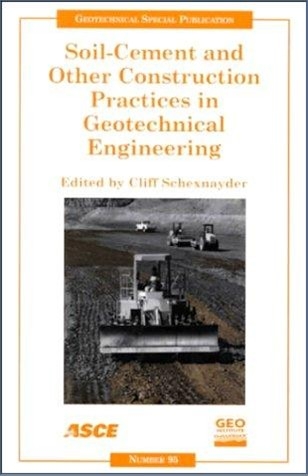 GEOTECHNICAL SPECIAL PUBLICATION
Soil-Cement and
Other Construction
Practices in
Geotechnical
Engineering
Edited by Cliff Schexnayder
ASCE
GEO
INSTITUTE
NUMBER 95